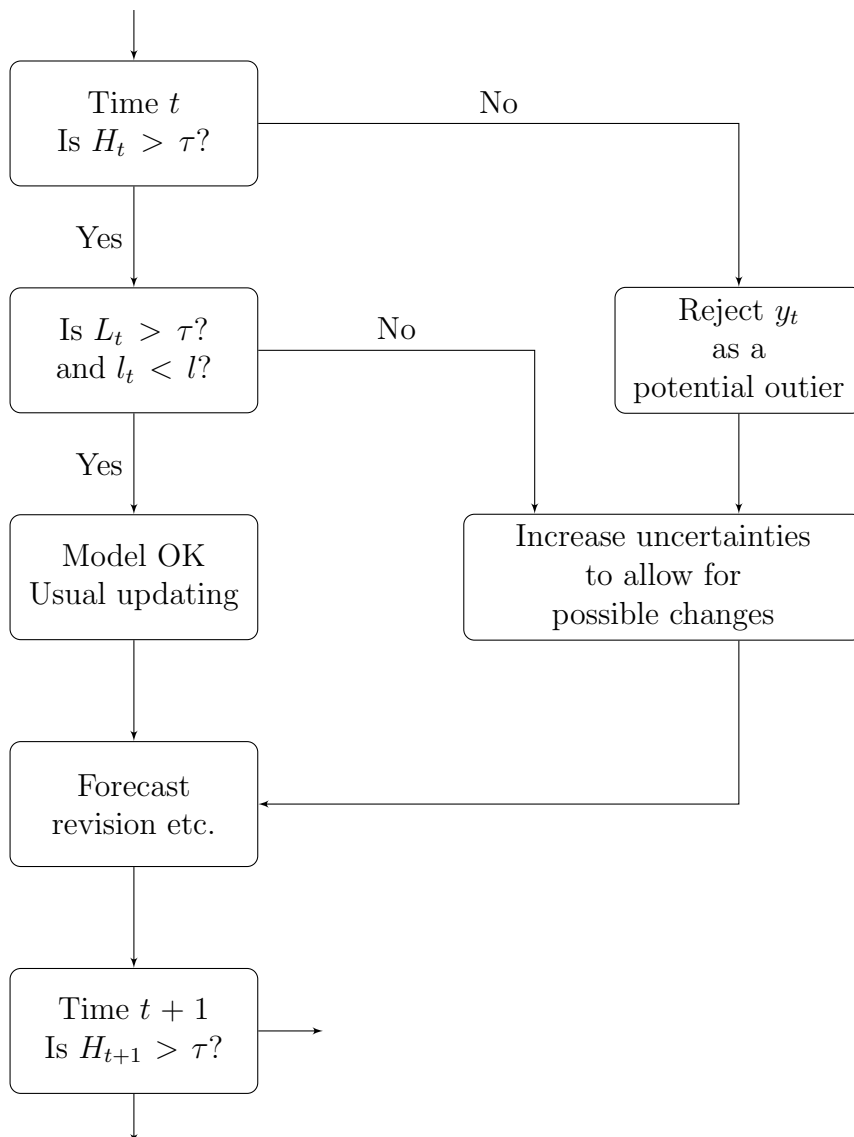 Time t
Is H_t > τ?
No
Yes
Is L_t > τ?
and l_t < l?
No
Reject y_t
as a
potential outier
Yes
Model OK
Usual updating
Increase uncertainties
to allow for
possible changes
Forecast
revision etc.
Time t + 1
Is H_{t+1} > τ?